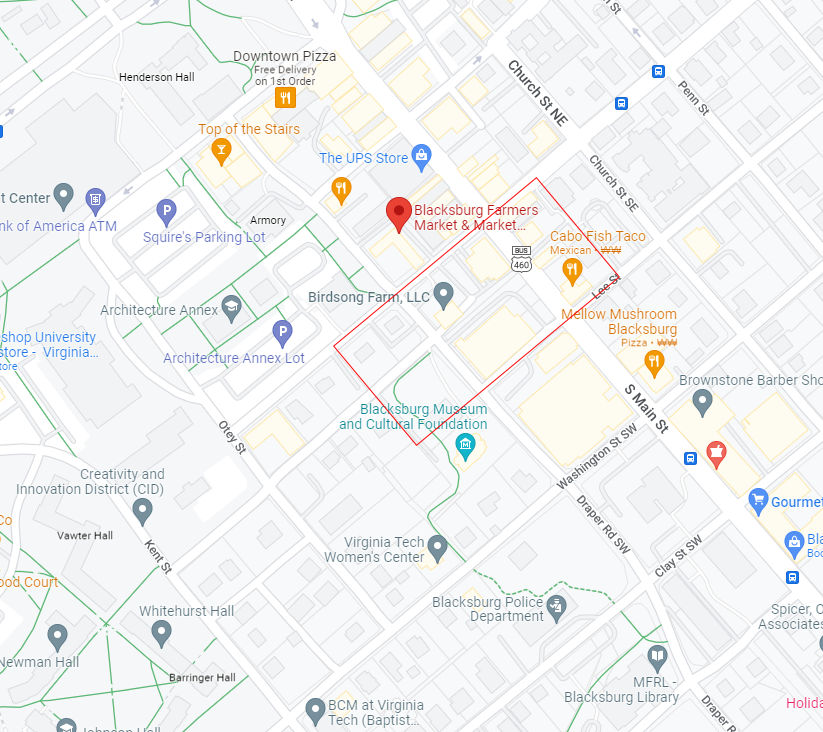 Henderson Hall
Downtown Pizza
Free Delivery
on 1st Order
Top of the Stairs
The UPS Store
Church St NE
Penn St
Church St SE
t Center
nk of America ATM
P
Squire's Parking Lot
Armory
Blacksburg Farmers
Market & Market...
BUS
460
Cabo Fish Taco
Mexican • ₩₩
Lee St
Birdsong Farm, LLC
Architecture Annex
P
Architecture Annex Lot
shop University
store - Virginia...
tore
Mellow Mushroom
Blacksburg
Pizza • ₩₩
Brownstone Barber Sho
S Main St
Blacksburg Museum
and Cultural Foundation
Otey St
Washington St SW
Creativity and
Innovation District (CID)
Gourmet
Co
Vawter Hall
Kent St
Virginia Tech
Women's Center
Draper Rd SW
Clay St SW
Bla
Boo
ood Court
Whitehurst Hall
Blacksburg Police
Department
Spicer, C
Associates
Newman Hall
Barringer Hall
MFRL -
Blacksburg Library
BCM at Virginia
Tech (Baptist...
Draper R
Holida
Johnson Hall